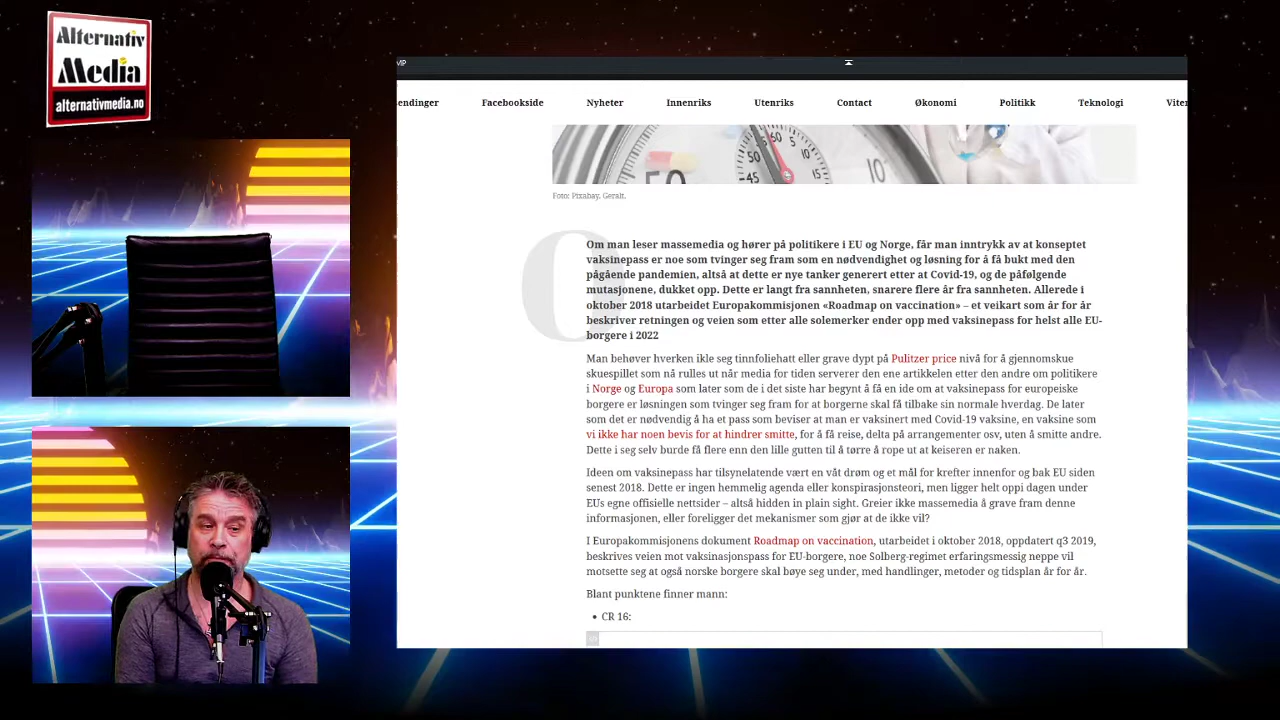 Alternativ
Media
alternativmedia.no
VIP
sendinger Facebookside Nyheter Innenriks Utenriks Contact Økonomi Politikk Teknologi Viter
60 5
50 10
45 15
50 10
Foto: Pixabay, Geralt.
Om man leser massemedia og hører på politikere i EU og Norge, får man inntrykk av at konseptet
vaksinepass er noe som tvinger seg fram som en nødvendighet og løsning for å få bukt med den
pågående pandemien, altså at dette er nye tanker generert etter at Covid-19, og de påfølgende
mutasjonene, dukket opp. Dette er langt fra sannheten, snarere flere år fra sannheten. Allerede i
oktober 2018 utarbeidet Europakommisjonen «Roadmap on vaccination» – et veikart som år for år
beskriver retningen og veien som etter alle solemerker ender opp med vaksinepass for helst alle EU-
borgere i 2022
Man behøver hverken ikle seg tinnfoliehatt eller grave dypt på Pulitzer price nivå for å gjennomskue
skuespillet som nå rulles ut når media for tiden serverer den ene artikkelen etter den andre om politikere
i Norge og Europa som later som de i det siste har begynt å få en ide om at vaksinepass for europeiske
borgere er løsningen som tvinger seg fram for at borgerne skal få tilbake sin normale hverdag. De later
som det er nødvendig å ha et pass som beviser at man er vaksinert med Covid-19 vaksine, en vaksine som
vi ikke har noen bevis for at hindrer smitte, for å få reise, delta på arrangementer osv, uten å smitte andre.
Dette i seg selv burde få flere enn den lille gutten til å tørre å rope ut at keiseren er naken.
Ideen om vaksinepass har tilsynelatende vært en våt drøm og et mål for krefter innenfor og bak EU siden
senest 2018. Dette er ingen hemmelig agenda eller konspirasjonsteori, men ligger helt oppi dagen under
EUs egne offisielle nettsider – altså hidden in plain sight. Greier ikke massemedia å grave fram denne
informasjonen, eller foreligger det mekanismer som gjør at de ikke vil?
I Europakommisjonens dokument Roadmap on vaccination, utarbeidet i oktober 2018, oppdatert q3 2019,
beskrives veien mot vaksinasjonspass for EU-borgere, noe Solberg-regimet erfaringsmessig neppe vil
motsette seg at også norske borgere skal bøye seg under, med handlinger, metoder og tidsplan år for år.
Blant punktene finner mann:
• CR 16: